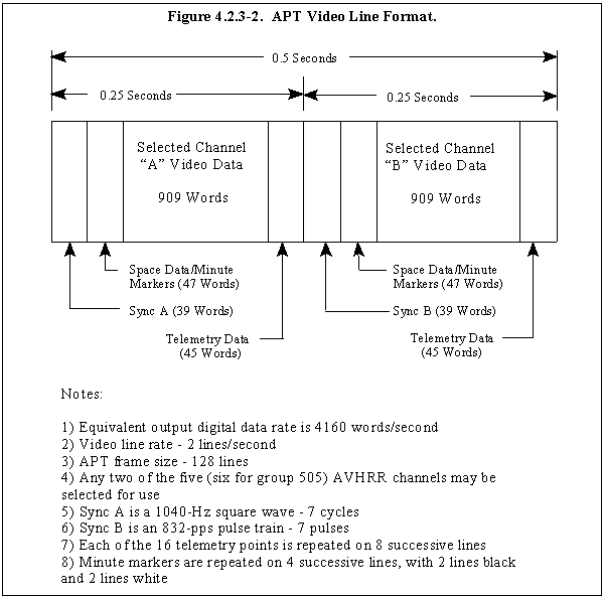 Figure 4.2.3-2. APT Video Line Format.
0.5 Seconds
0.25 Seconds
0.25 Seconds
Selected Channel
“A” Video Data
909 Words
Selected Channel
“B” Video Data
909 Words
Space Data/Minute
Markers (47 Words)
Sync A (39 Words)
Telemetry Data
(45 Words)
Space Data/Minute
Markers (47 Words)
Sync B (39 Words)
Telemetry Data
(45 Words)
Notes:
1) Equivalent output digital data rate is 4160 words/second
2) Video line rate - 2 lines/second
3) APT frame size - 128 lines
4) Any two of the five (six for group 505) AVHRR channels may be
selected for use
5) Sync A is a 1040-Hz square wave - 7 cycles
6) Sync B is an 832-pps pulse train - 7 pulses
7) Each of the 16 telemetry points is repeated on 8 successive lines
8) Minute markers are repeated on 4 successive lines, with 2 lines black
and 2 lines white